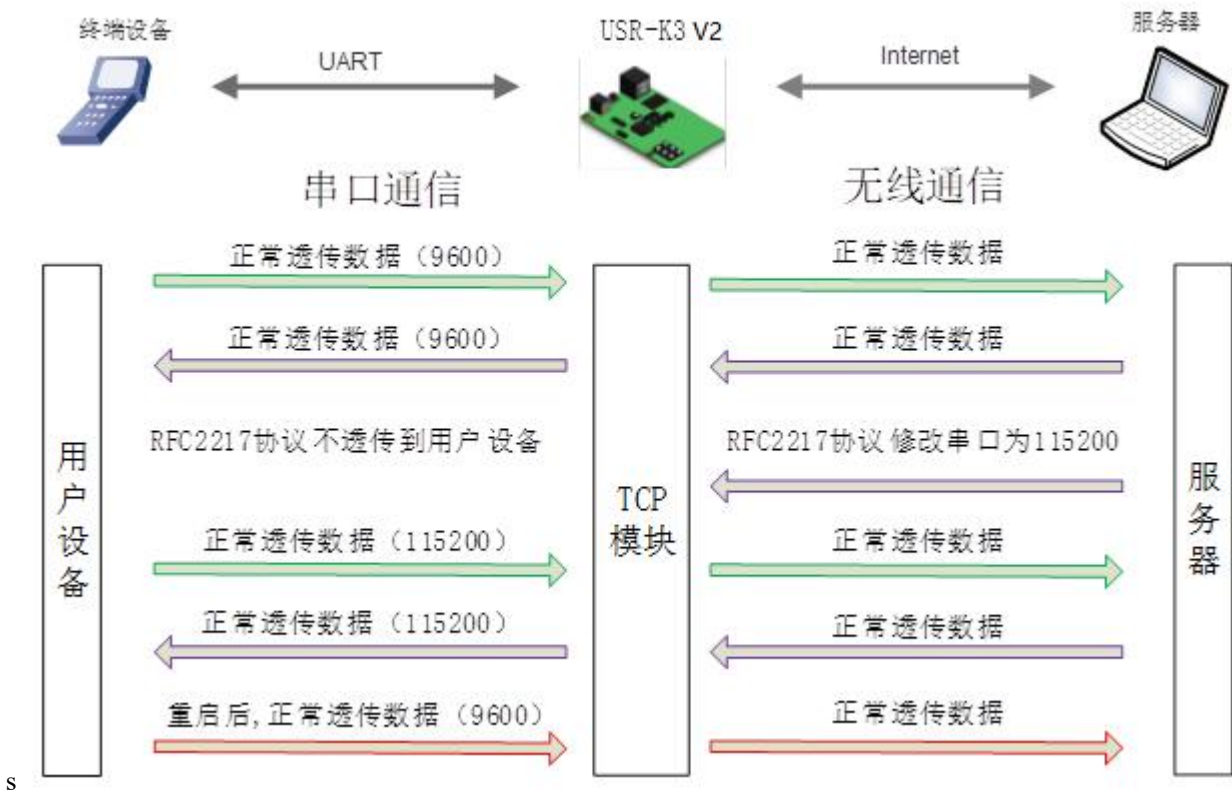 终端设备
USR-K3 V2
服务器
UART
Internet
串口通信
无线通信
正常透传数据（9600）
正常透传数据
正常透传数据（9600）
正常透传数据
RFC2217协议不透传到用户设备
RFC2217协议修改串口为115200
用户设备
TCP
模块
服务器
正常透传数据（115200）
正常透传数据
正常透传数据（115200）
正常透传数据
重启后,正常透传数据（9600）
正常透传数据
s